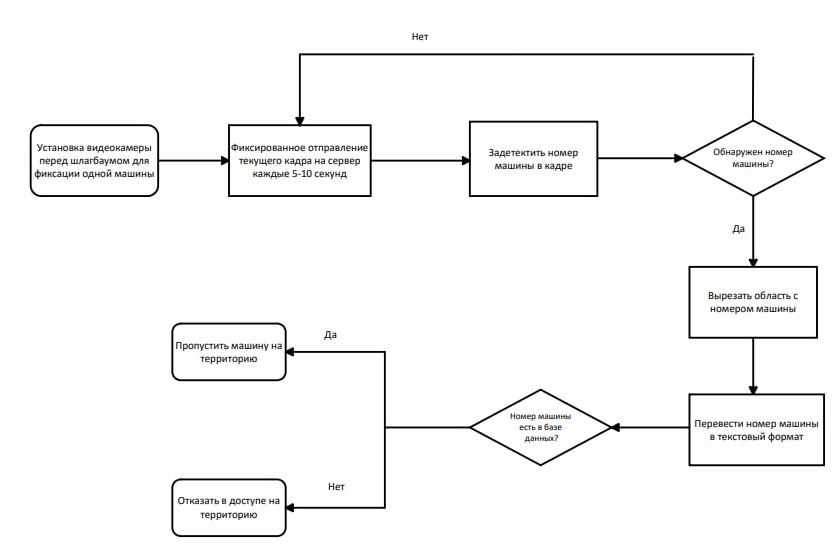 Нет
Установка видеокамеры
перед шлагбаумом для
фиксации одной машины
Фиксированное отправление
текущего кадра на сервер
каждые 5-10 секунд
Задетектить номер
машины в кадре
Обнаружен номер
машины?
Да
Вырезать область с
номером машины
Перевести номер машины
в текстовый формат
Номер машины
есть в базе
данных?
Да
Пропустить машину на
территорию
Нет
Отказать в доступе на
территорию